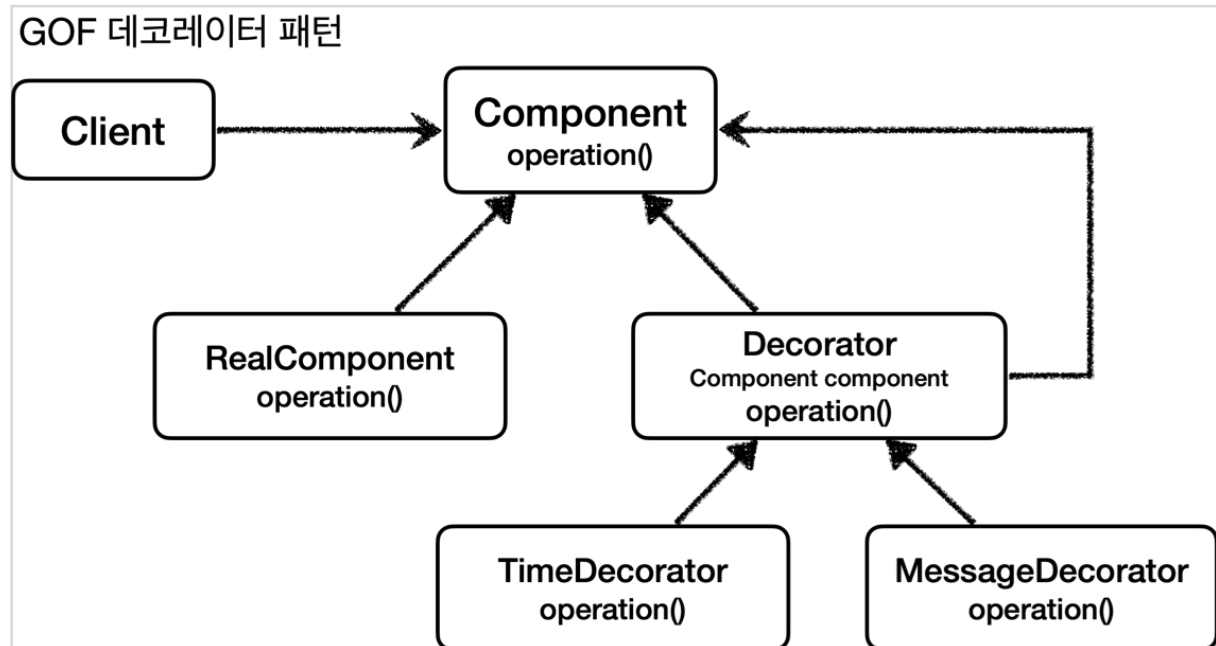 GOF 데코레이터 패턴
Client
Component
operation()
RealComponent
operation()
Decorator
Component component
operation()
TimeDecorator
operation()
MessageDecorator
operation()